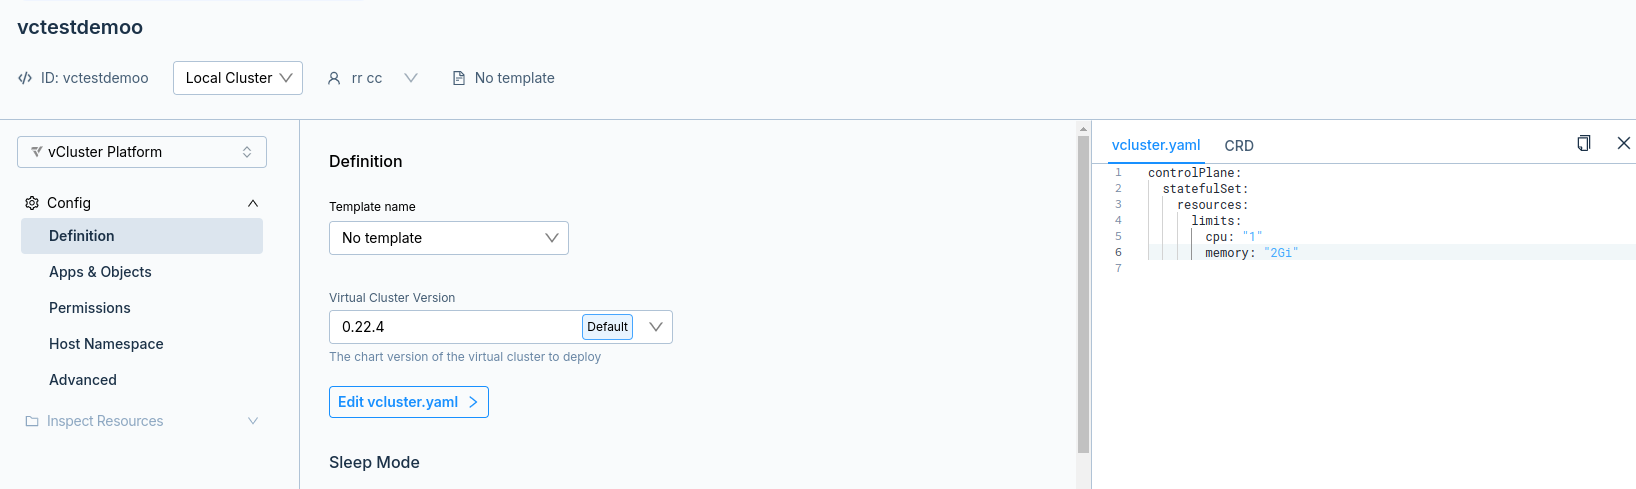 vctestdemoo
ID: vctestdemoo Local Cluster rr cc No template
vCluster Platform
Config
Definition
Apps & Objects
Permissions
Host Namespace
Advanced
Inspect Resources
Definition
Template name
No template
Virtual Cluster Version
0.22.4 Default
The chart version of the virtual cluster to deploy
Edit vcluster.yaml
Sleep Mode
vcluster.yaml CRD
1 controlPlane:
2 statefulSet:
3 resources:
4 limits:
5 cpu: "1"
6 memory: "2Gi"
7